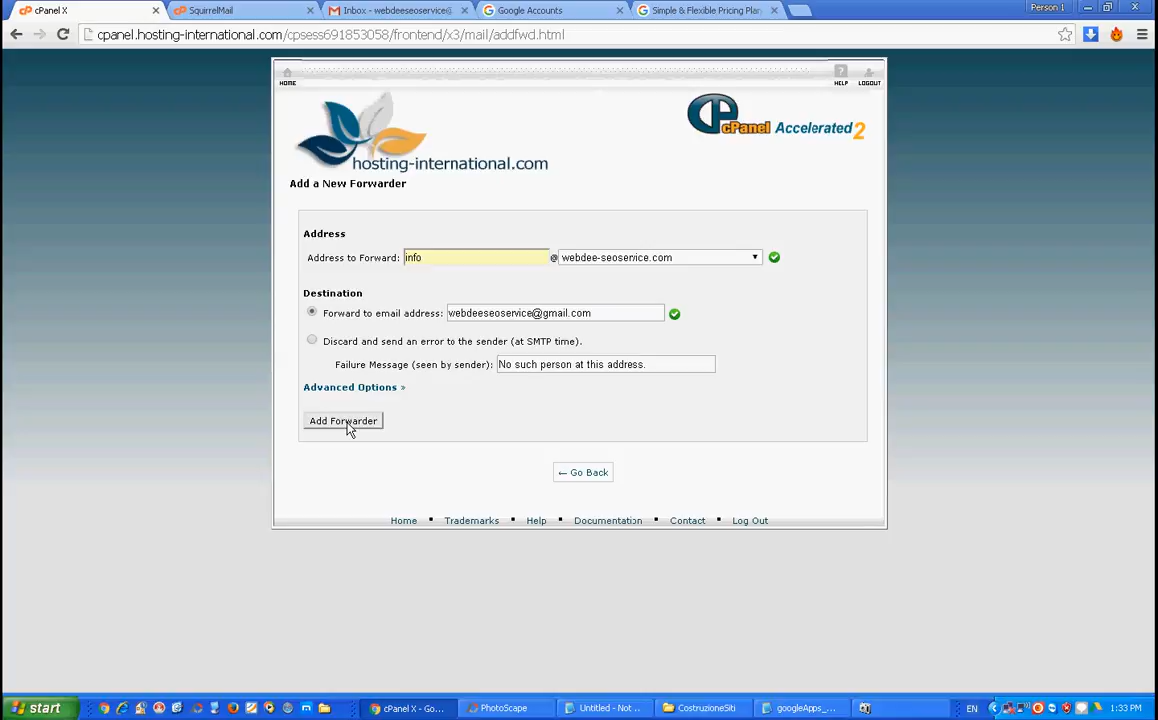 cPanel X
SquirrelMail
Inbox - webdeeseoservice@
Google Accounts
Simple & Flexible Pricing Plan
Person 1
cpanel.hosting-international.com/cpsess691853058/frontend/x3/mail/addfwd.html
HOME
HELP
LOGOUT
hosting-international.com
cP cPanel Accelerated2
Add a New Forwarder
Address
Address to Forward: info @ webdee-seoservice.com
Destination
Forward to email address: webdeeseoservice@gmail.com
Discard and send an error to the sender (at SMTP time).
Failure Message (seen by sender): No such person at this address.
Advanced Options »
Add Forwarder
← Go Back
Home ▪ Trademarks ▪ Help ▪ Documentation ▪ Contact ▪ Log Out
start
cPanel X - Go...
PhotoScape
Untitled - Not ...
CostruzioneSiti
googleApps_...
EN
1:33 PM